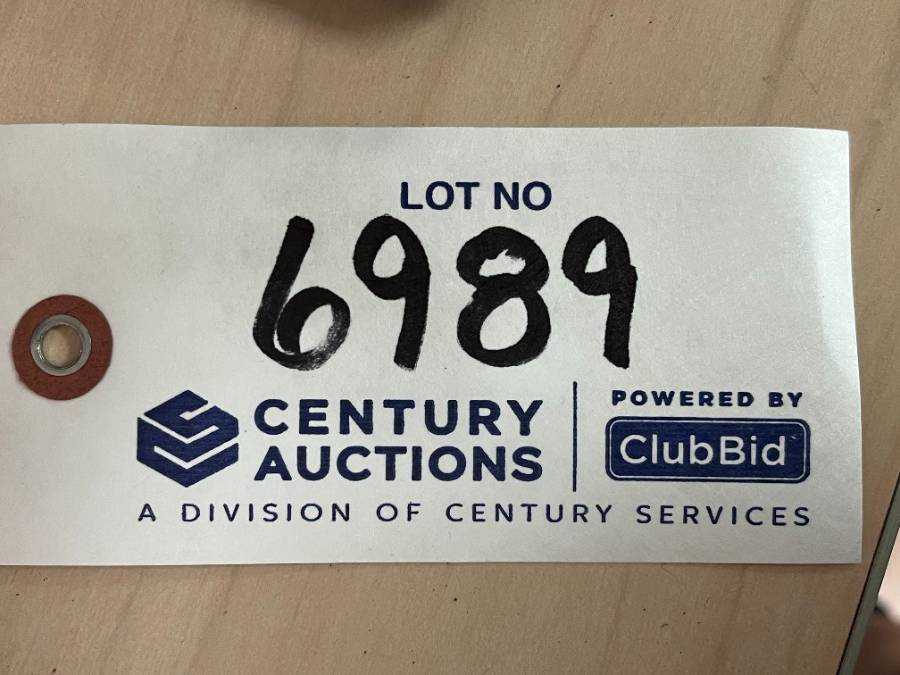 LOT NO
6989
CENTURY
AUCTIONS
POWERED BY
ClubBid
A DIVISION OF CENTURY SERVICES